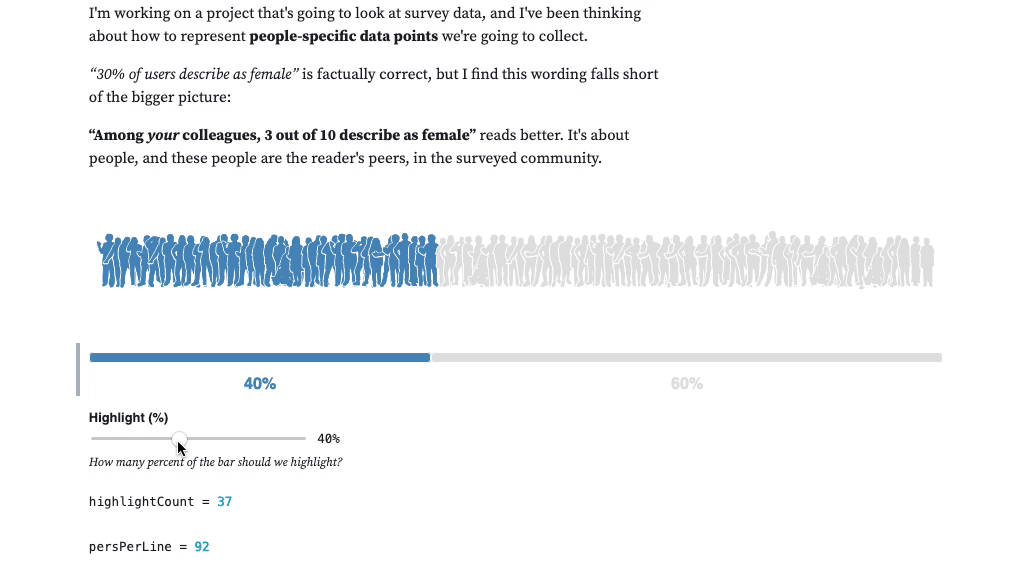 I'm working on a project that's going to look at survey data, and I've been thinking
about how to represent people-specific data points we're going to collect.
“30% of users describe as female” is factually correct, but I find this wording falls short
of the bigger picture:
“Among your colleagues, 3 out of 10 describe as female” reads better. It's about
people, and these people are the reader's peers, in the surveyed community.
40% 60%
Highlight (%)
40%
How many percent of the bar should we highlight?
highlightCount = 37
persPerLine = 92